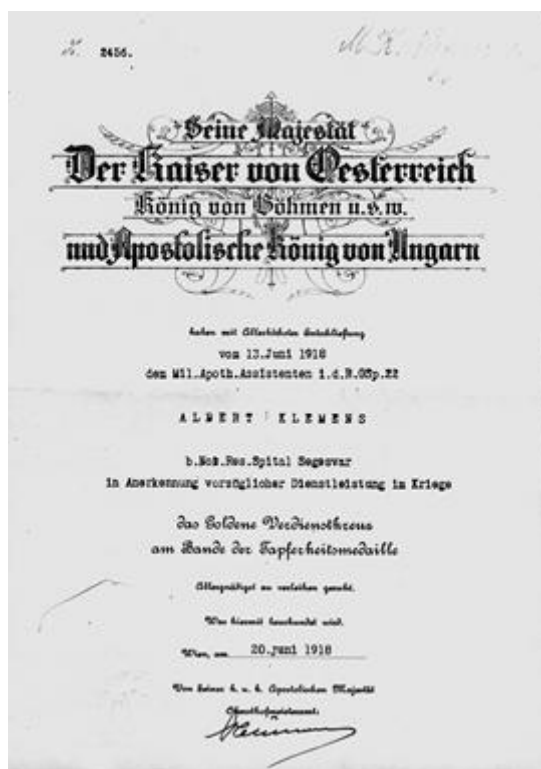 2456.
Seine Majestät
Der Kaiser von Oesterreich
König von Böhmen u.s.w.
und Apostolische König von Ungarn
haben mit Allerhöchster Entschließung
vom 13.Juni 1918
dem Mil.Apoth.Assistenten i.d.R.GSp.22
ALBERT KLEMENS
b.Not.Res.Spital Segesvar
in Anerkennung vorzüglicher Dienstleistung im Kriege
das Goldene Verdienstkreuz
am Bande der Tapferkeitsmedaille
Allergnädigst zu verleihen geruht.
Was hiermit beurkundet wird.
Wien, am 20.Juni 1918
Von Seiner k. u. k. Apostolischen Majestät
Obersthofmeisteramt: